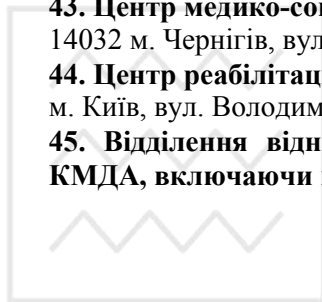 43. Центр медико-со
14032 м. Чернігів, вул
44. Центр реабілітац
м. Київ, вул. Володим
45. Відділення відн
КМДА, включаючи